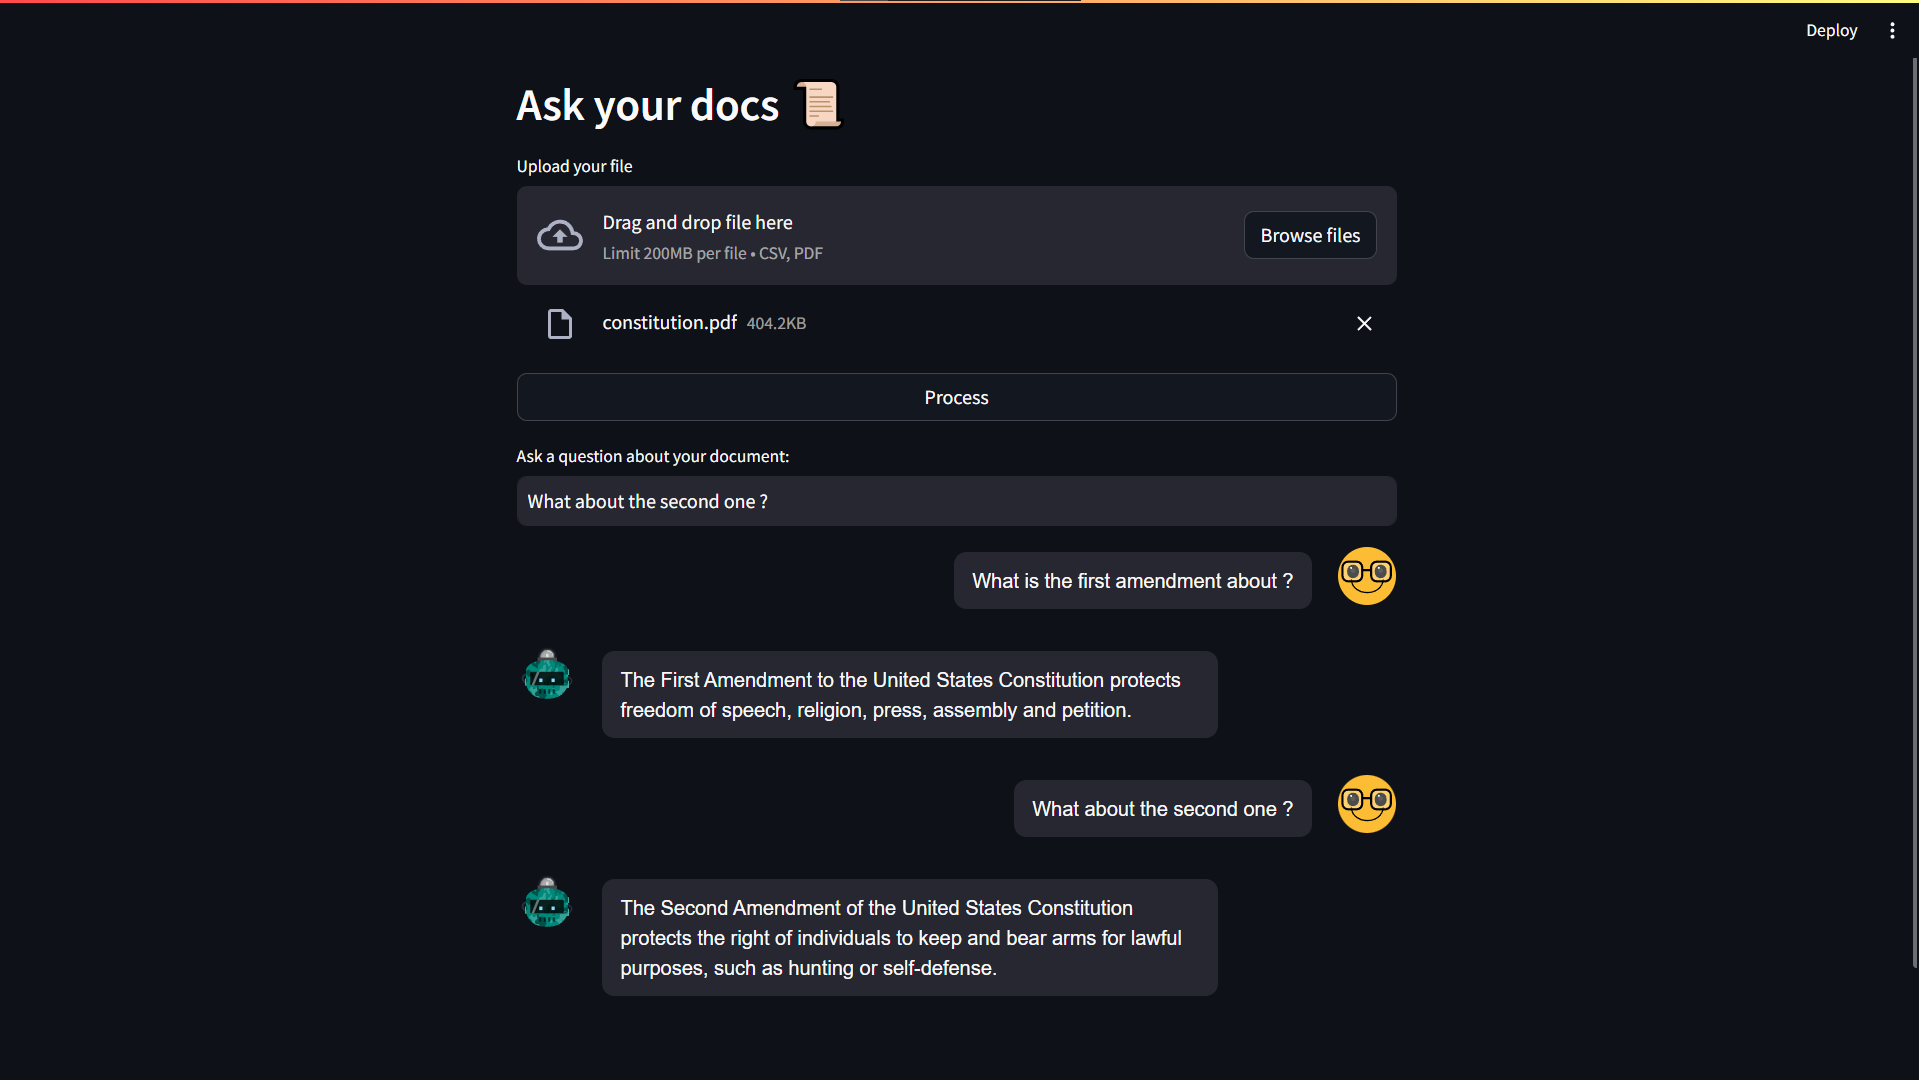 Deploy
Ask your docs
Upload your file
Drag and drop file here
Limit 200MB per file • CSV, PDF
Browse files
constitution.pdf 404.2KB
Process
Ask a question about your document:
What about the second one ?
What is the first amendment about ?
The First Amendment to the United States Constitution protects
freedom of speech, religion, press, assembly and petition.
What about the second one ?
The Second Amendment of the United States Constitution
protects the right of individuals to keep and bear arms for lawful
purposes, such as hunting or self-defense.